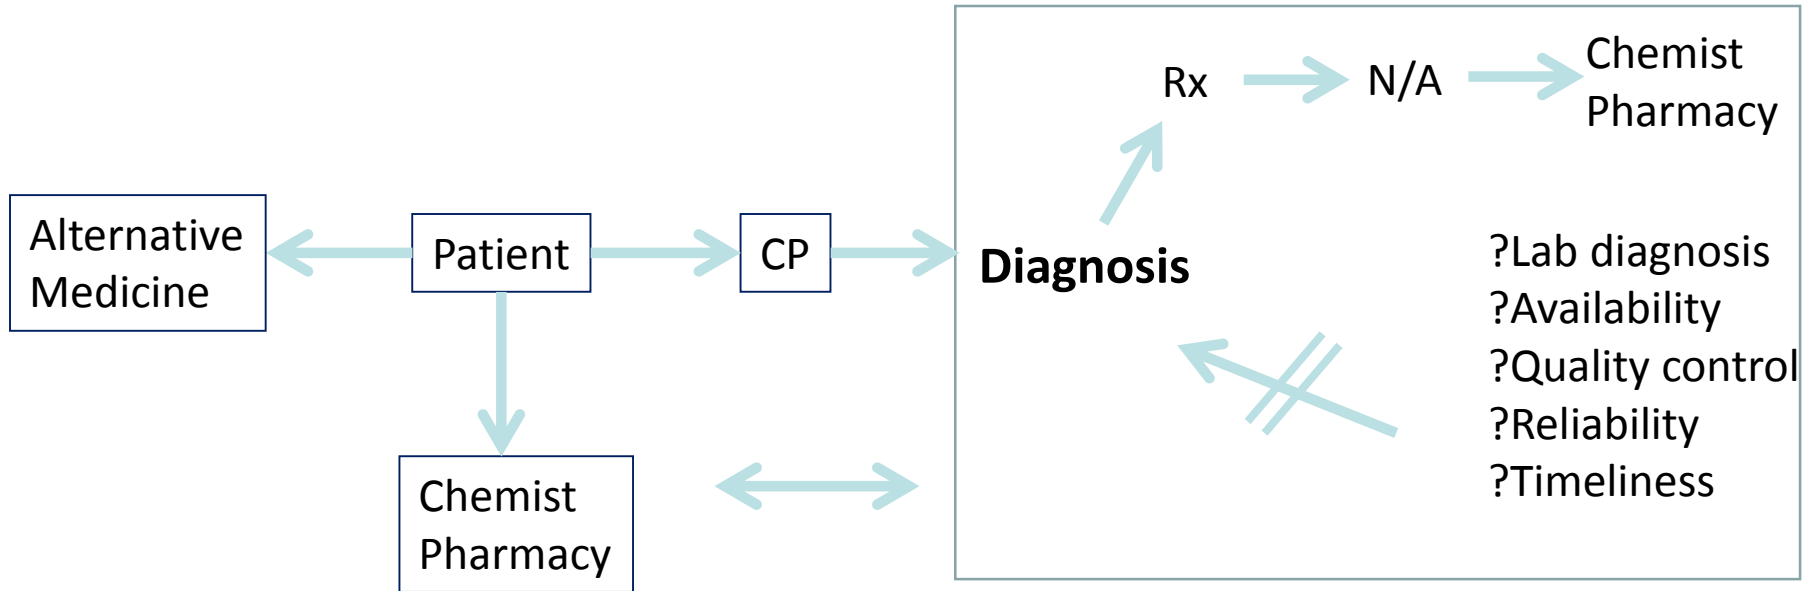 Rx
N/A
Chemist
Pharmacy
Alternative
Medicine
Patient
CP
Diagnosis
?Lab diagnosis
?Availability
?Quality control
?Reliability
?Timeliness
Chemist
Pharmacy